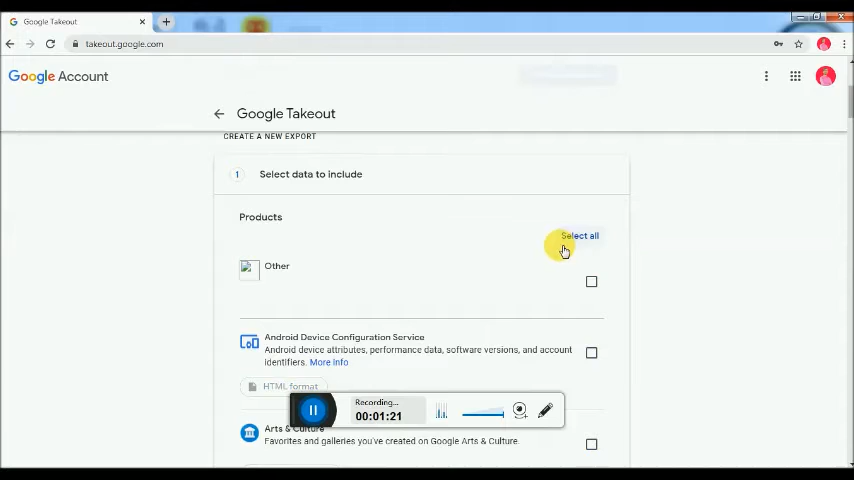 Google Takeout
takeout.google.com
Google Account
Google Takeout
CREATE A NEW EXPORT
1 Select data to include
Products
Select all
Other
Android Device Configuration Service
Android device attributes, performance data, software versions, and account
identifiers. More info
HTML format
Recording...
00:01:21
Arts & Culture
Favorites and galleries you've created on Google Arts & Culture.